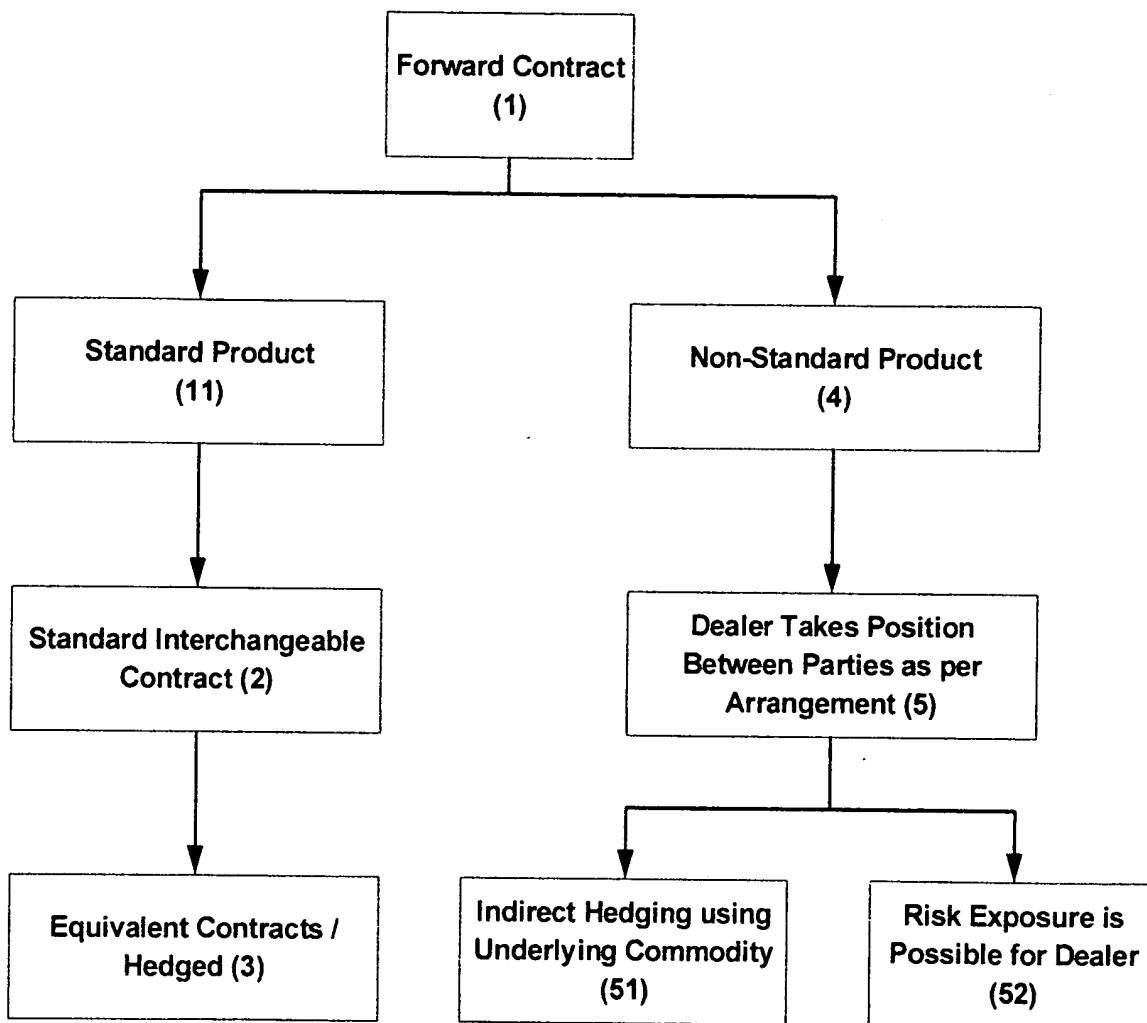 Forward Contract
(1)
Standard Product
(11)
Non-Standard Product
(4)
Standard Interchangeable
Contract (2)
Dealer Takes Position
Between Parties as per
Arrangement (5)
Equivalent Contracts /
Hedged (3)
Indirect Hedging using
Underlying Commodity
(51)
Risk Exposure is
Possible for Dealer
(52)